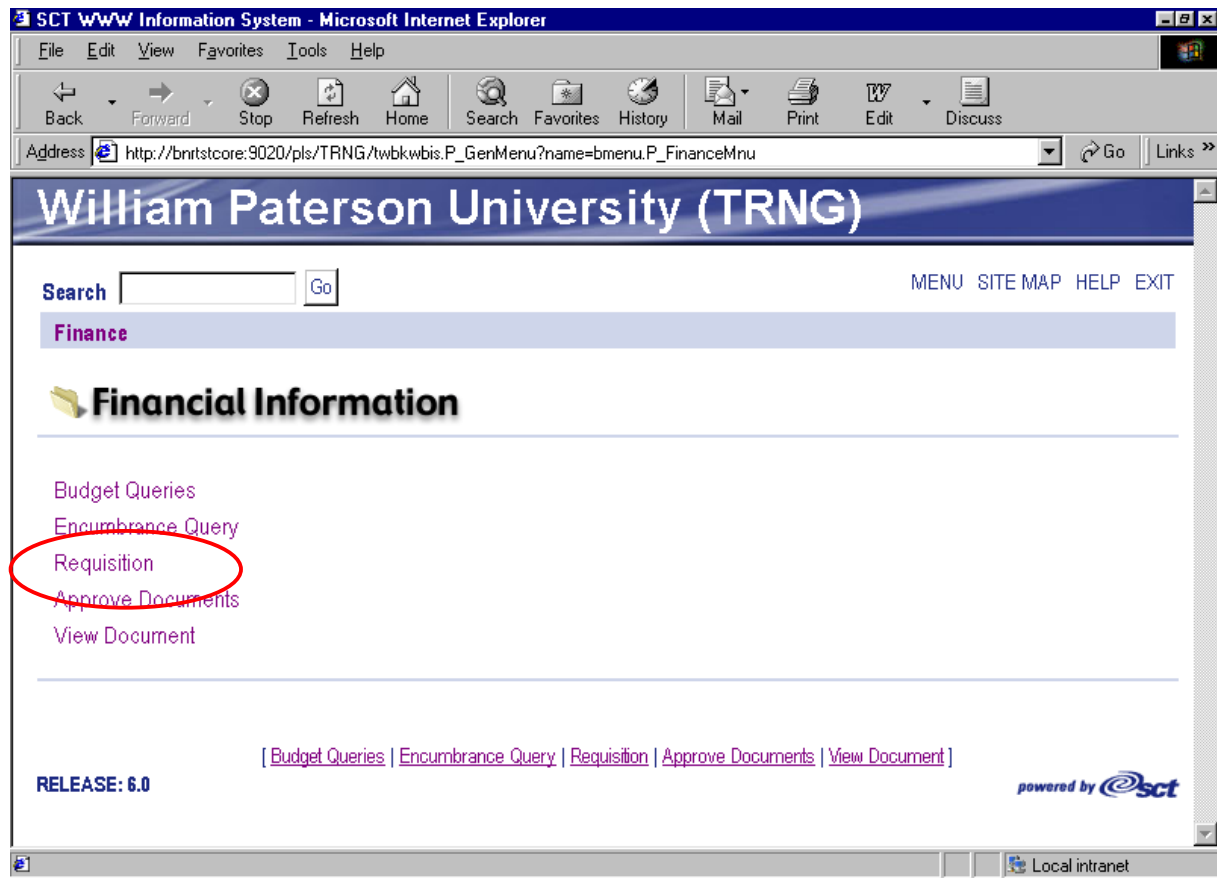 SCT WWW Information System - Microsoft Internet Explorer
File Edit View Favorites Tools Help
Back Forward Stop Refresh Home Search Favorites History Mail Print Edit Discuss
Address http://bnrtstcore:9020/pls/TRNG/twbkwbis.P_GenMenu?name=bmenu.P_FinanceMnu Go Links »
William Paterson University (TRNG)
Search Go MENU SITE MAP HELP EXIT
Finance
Financial Information
Budget Queries
Encumbrance Query
Requisition
Approve Documents
View Document
[ Budget Queries | Encumbrance Query | Requisition | Approve Documents | View Document ]
RELEASE: 6.0 powered by sct
Local intranet